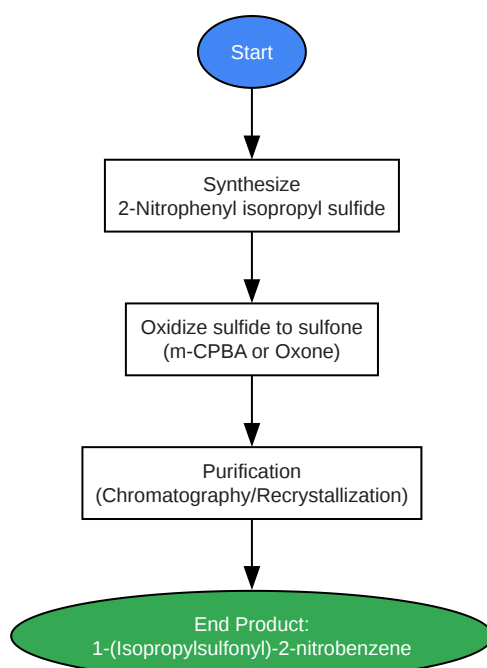 Start
Synthesize
2-Nitrophenyl isopropyl sulfide
Oxidize sulfide to sulfone
(m-CPBA or Oxone)
Purification
(Chromatography/Recrystallization)
End Product:
1-(Isopropylsulfonyl)-2-nitrobenzene